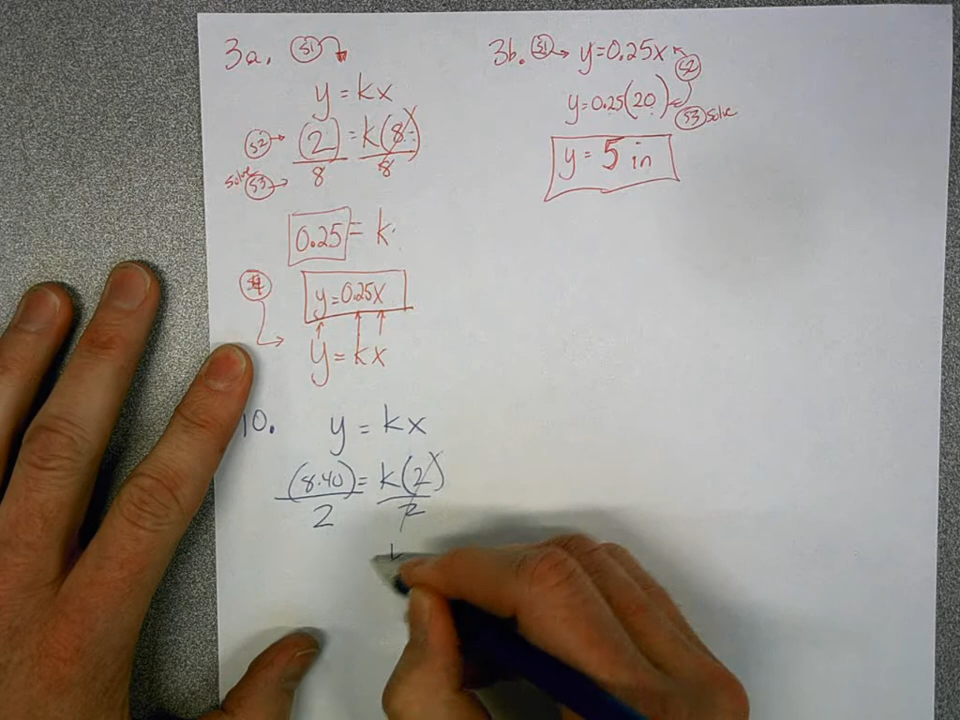 3a. S1
y = kx
S2 (2) = k(8)
Solve S3 8 8
0.25 = k
S4 y=0.25x
y = kx
3b. S1 y=0.25x
S2
y=0.25(20)
S3 Solve
y = 5 in
10. y = kx
(8.40) = k(2)
2 2